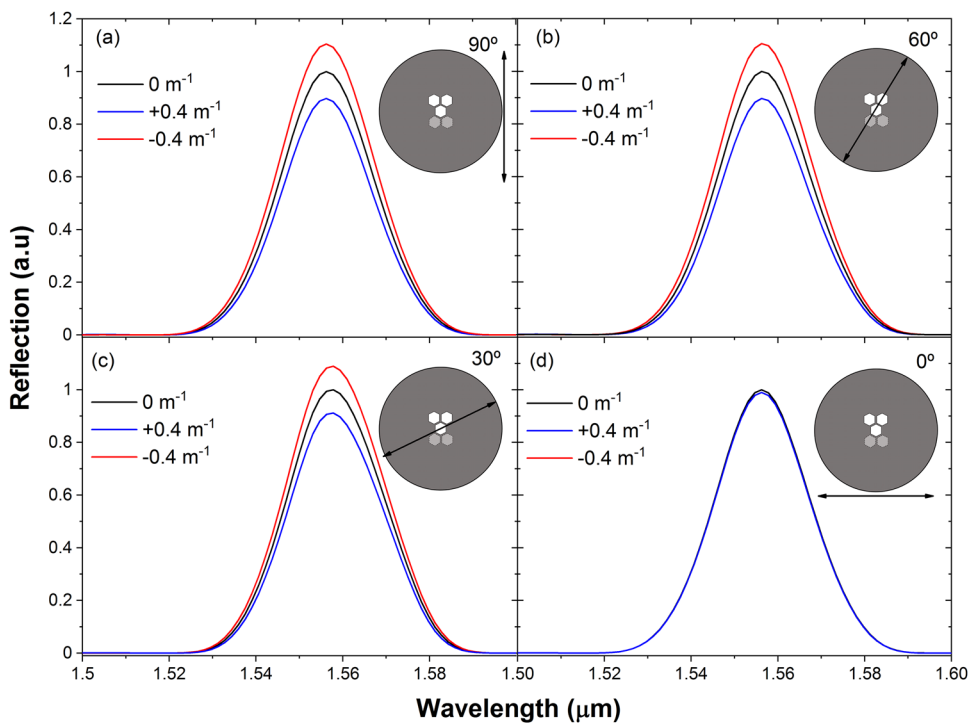 (a)
90º
0 m⁻¹
+0.4 m⁻¹
-0.4 m⁻¹
(b)
60º
0 m⁻¹
+0.4 m⁻¹
-0.4 m⁻¹
1.2
1
0.8
0.6
0.4
0.2
0
(c)
30º
0 m⁻¹
+0.4 m⁻¹
-0.4 m⁻¹
(d)
0º
0 m⁻¹
+0.4 m⁻¹
-0.4 m⁻¹
1
0.8
0.6
0.4
0.2
0
Reflection (a.u)
1.5 1.52 1.54 1.56 1.58 1.50 1.52 1.54 1.56 1.58 1.60
Wavelength (μm)